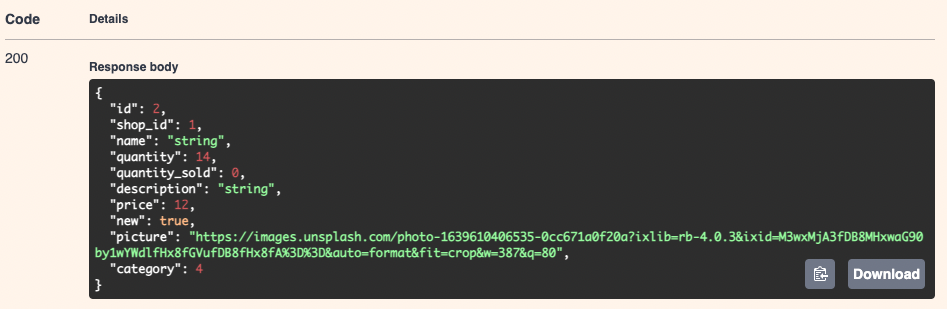 Code Details
200
Response body
{
  "id": 2,
  "shop_id": 1,
  "name": "string",
  "quantity": 14,
  "quantity_sold": 0,
  "description": "string",
  "price": 12,
  "new": true,
  "picture": "https://images.unsplash.com/photo-1639610406535-0cc671a0f20a?ixlib=rb-4.0.3&ixid=M3wxMjA3fDB8MHxwaG90
by1wYWdlfHx8fGVufDB8fHx8fA%3D%3D&auto=format&fit=crop&w=387&q=80",
  "category": 4
}
Download